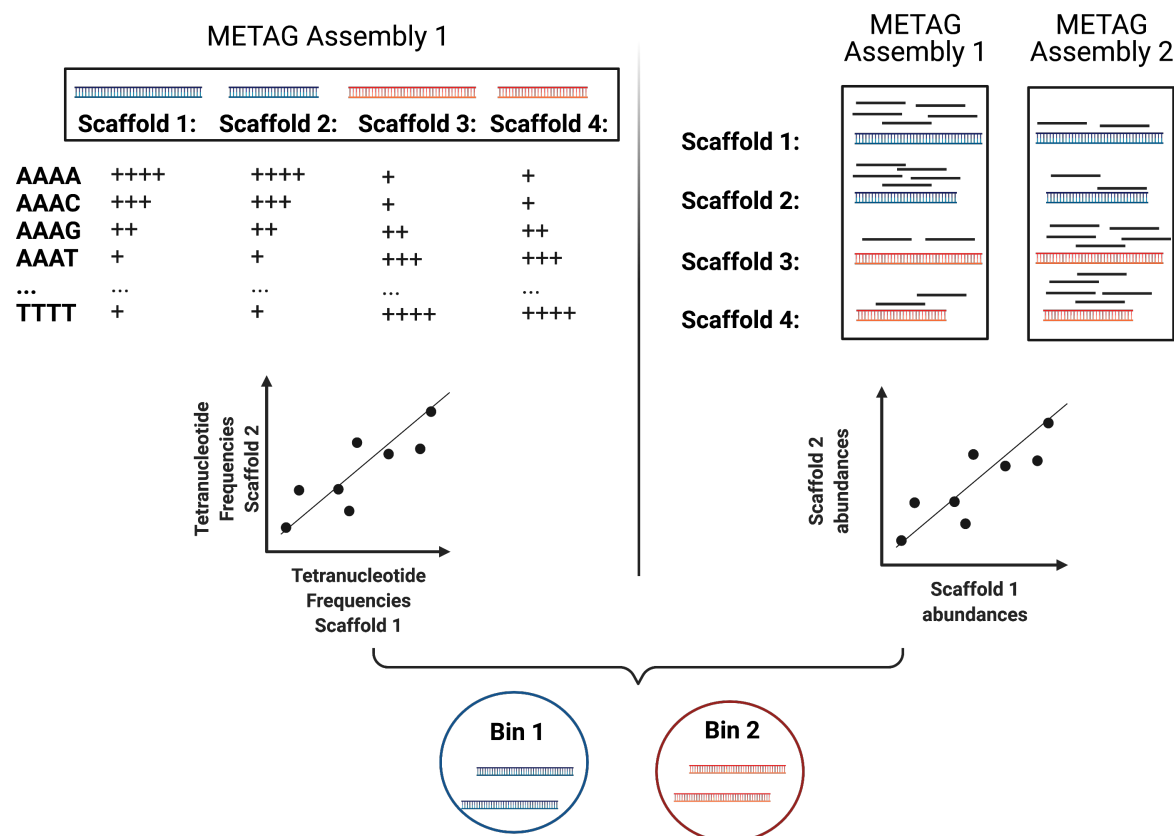 METAG Assembly 1
Scaffold 1: Scaffold 2: Scaffold 3: Scaffold 4:
AAAA ++++ ++++ + +
AAAC +++ +++ + +
AAAG ++ ++ ++ ++
AAAT + + +++ +++
... ... ... ... ...
TTTT + + ++++ ++++
Tetranucleotide
Frequencies
Scaffold 2
Tetranucleotide
Frequencies
Scaffold 1
METAG
Assembly 1
METAG
Assembly 2
Scaffold 1:
Scaffold 2:
Scaffold 3:
Scaffold 4:
Scaffold 2
abundances
Scaffold 1
abundances
Bin 1
Bin 2